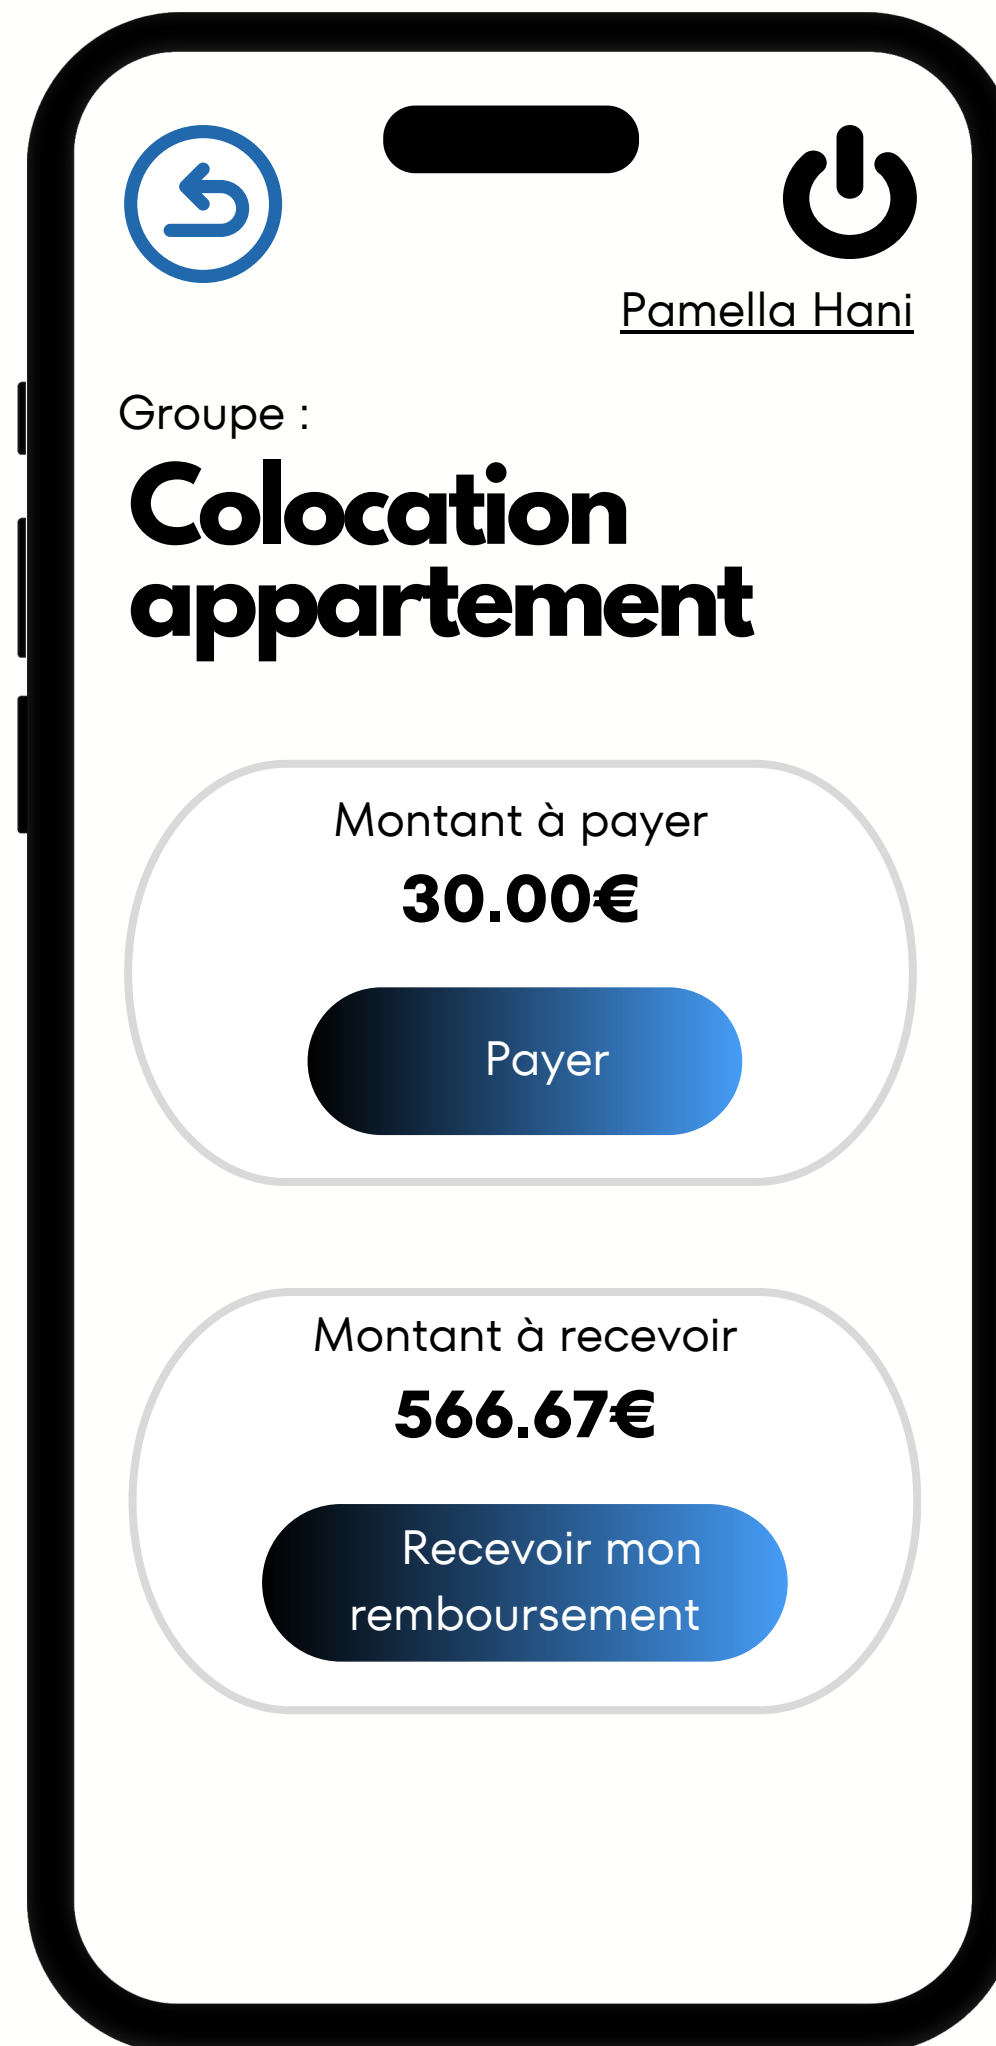 Pamella Hani
Groupe :
Colocation
appartement
Montant à payer
30.00€
Payer
Montant à recevoir
566.67€
Recevoir mon
remboursement